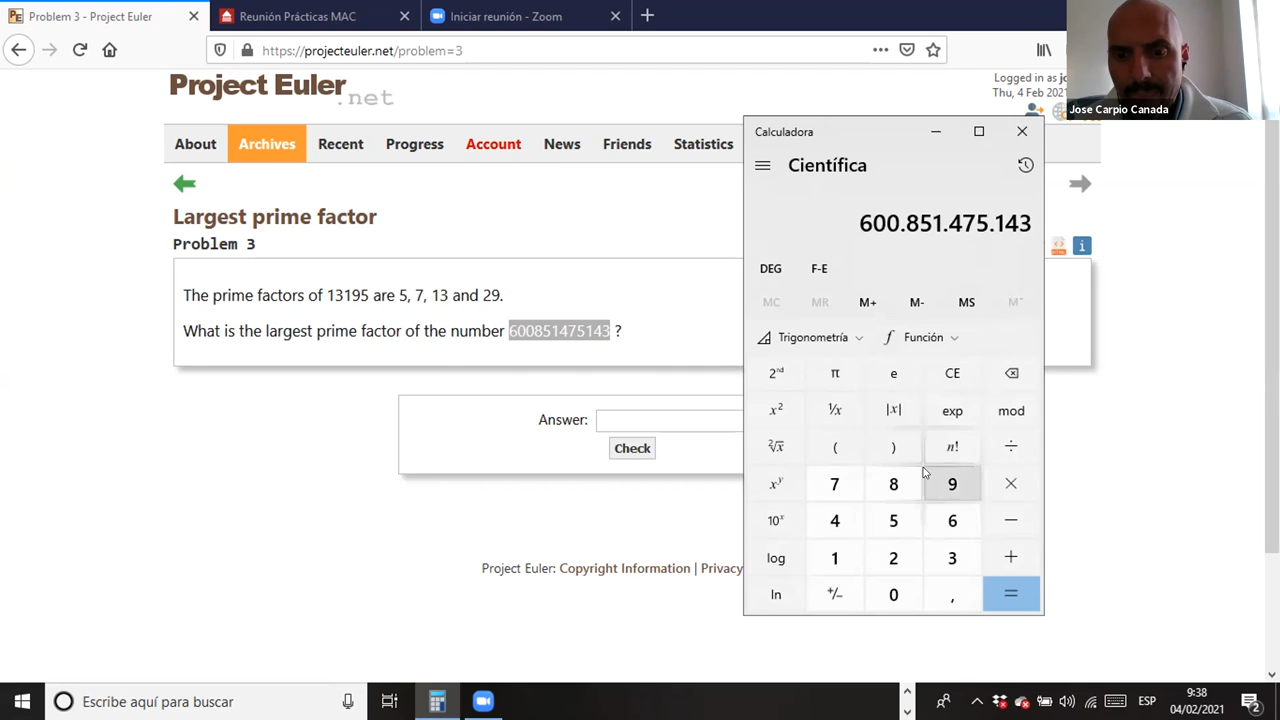 Problem 3 - Project Euler
Reunión Prácticas MAC
Iniciar reunión - Zoom
https://projecteuler.net/problem=3
Jose Carpio Canada
Project Euler
.net
Logged in as
Thu, 4 Feb 2021
About
Archives
Recent
Progress
Account
News
Friends
Statistics
Largest prime factor
Problem 3
The prime factors of 13195 are 5, 7, 13 and 29.
What is the largest prime factor of the number 600851475143 ?
Answer:
Check
Project Euler: Copyright Information | Privacy
Calculadora
Científica
600.851.475.143
DEG
F-E
MC
MR
M+
M-
MS
M˅
Trigonometría
f Función
2ⁿᵈ
π
e
CE
x²
⅟x
|x|
exp
mod
²√x
(
)
n!
÷
xʸ
7
8
9
×
10ˣ
4
5
6
−
log
1
2
3
+
ln
+/−
0
,
=
Escribe aquí para buscar
ESP
9:38
04/02/2021
2